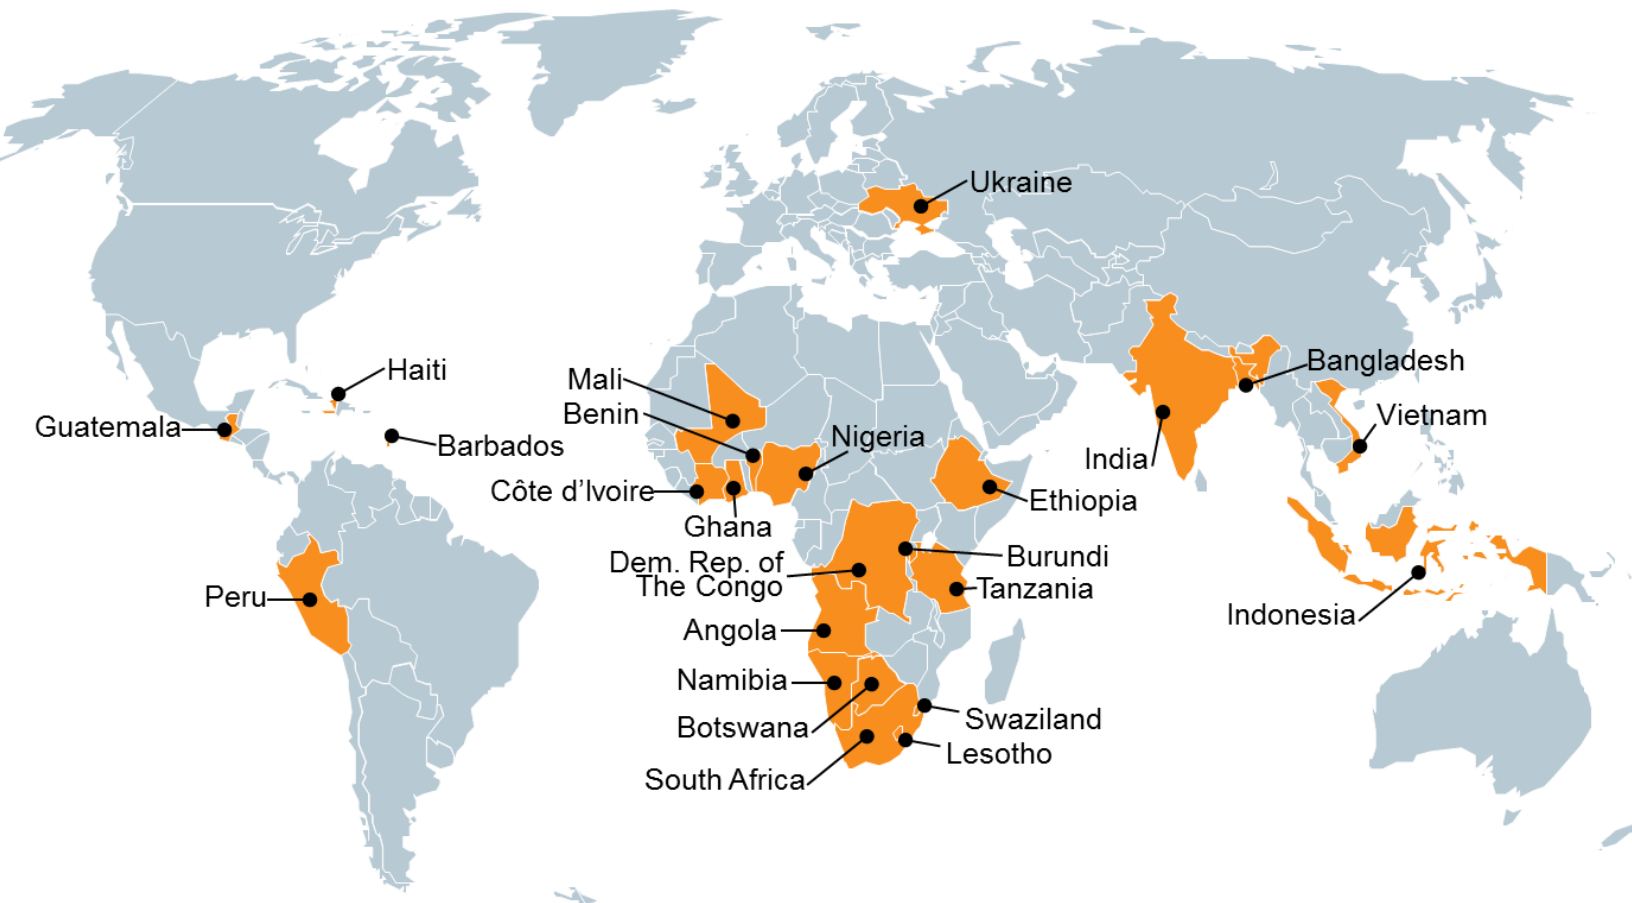 Ukraine
Haiti
Guatemala
Barbados
Peru
Mali
Benin
Nigeria
Côte d’Ivoire
Ghana
Ethiopia
Dem. Rep. of
The Congo
Burundi
Tanzania
Angola
Namibia
Botswana
South Africa
Swaziland
Lesotho
Bangladesh
Vietnam
India
Indonesia